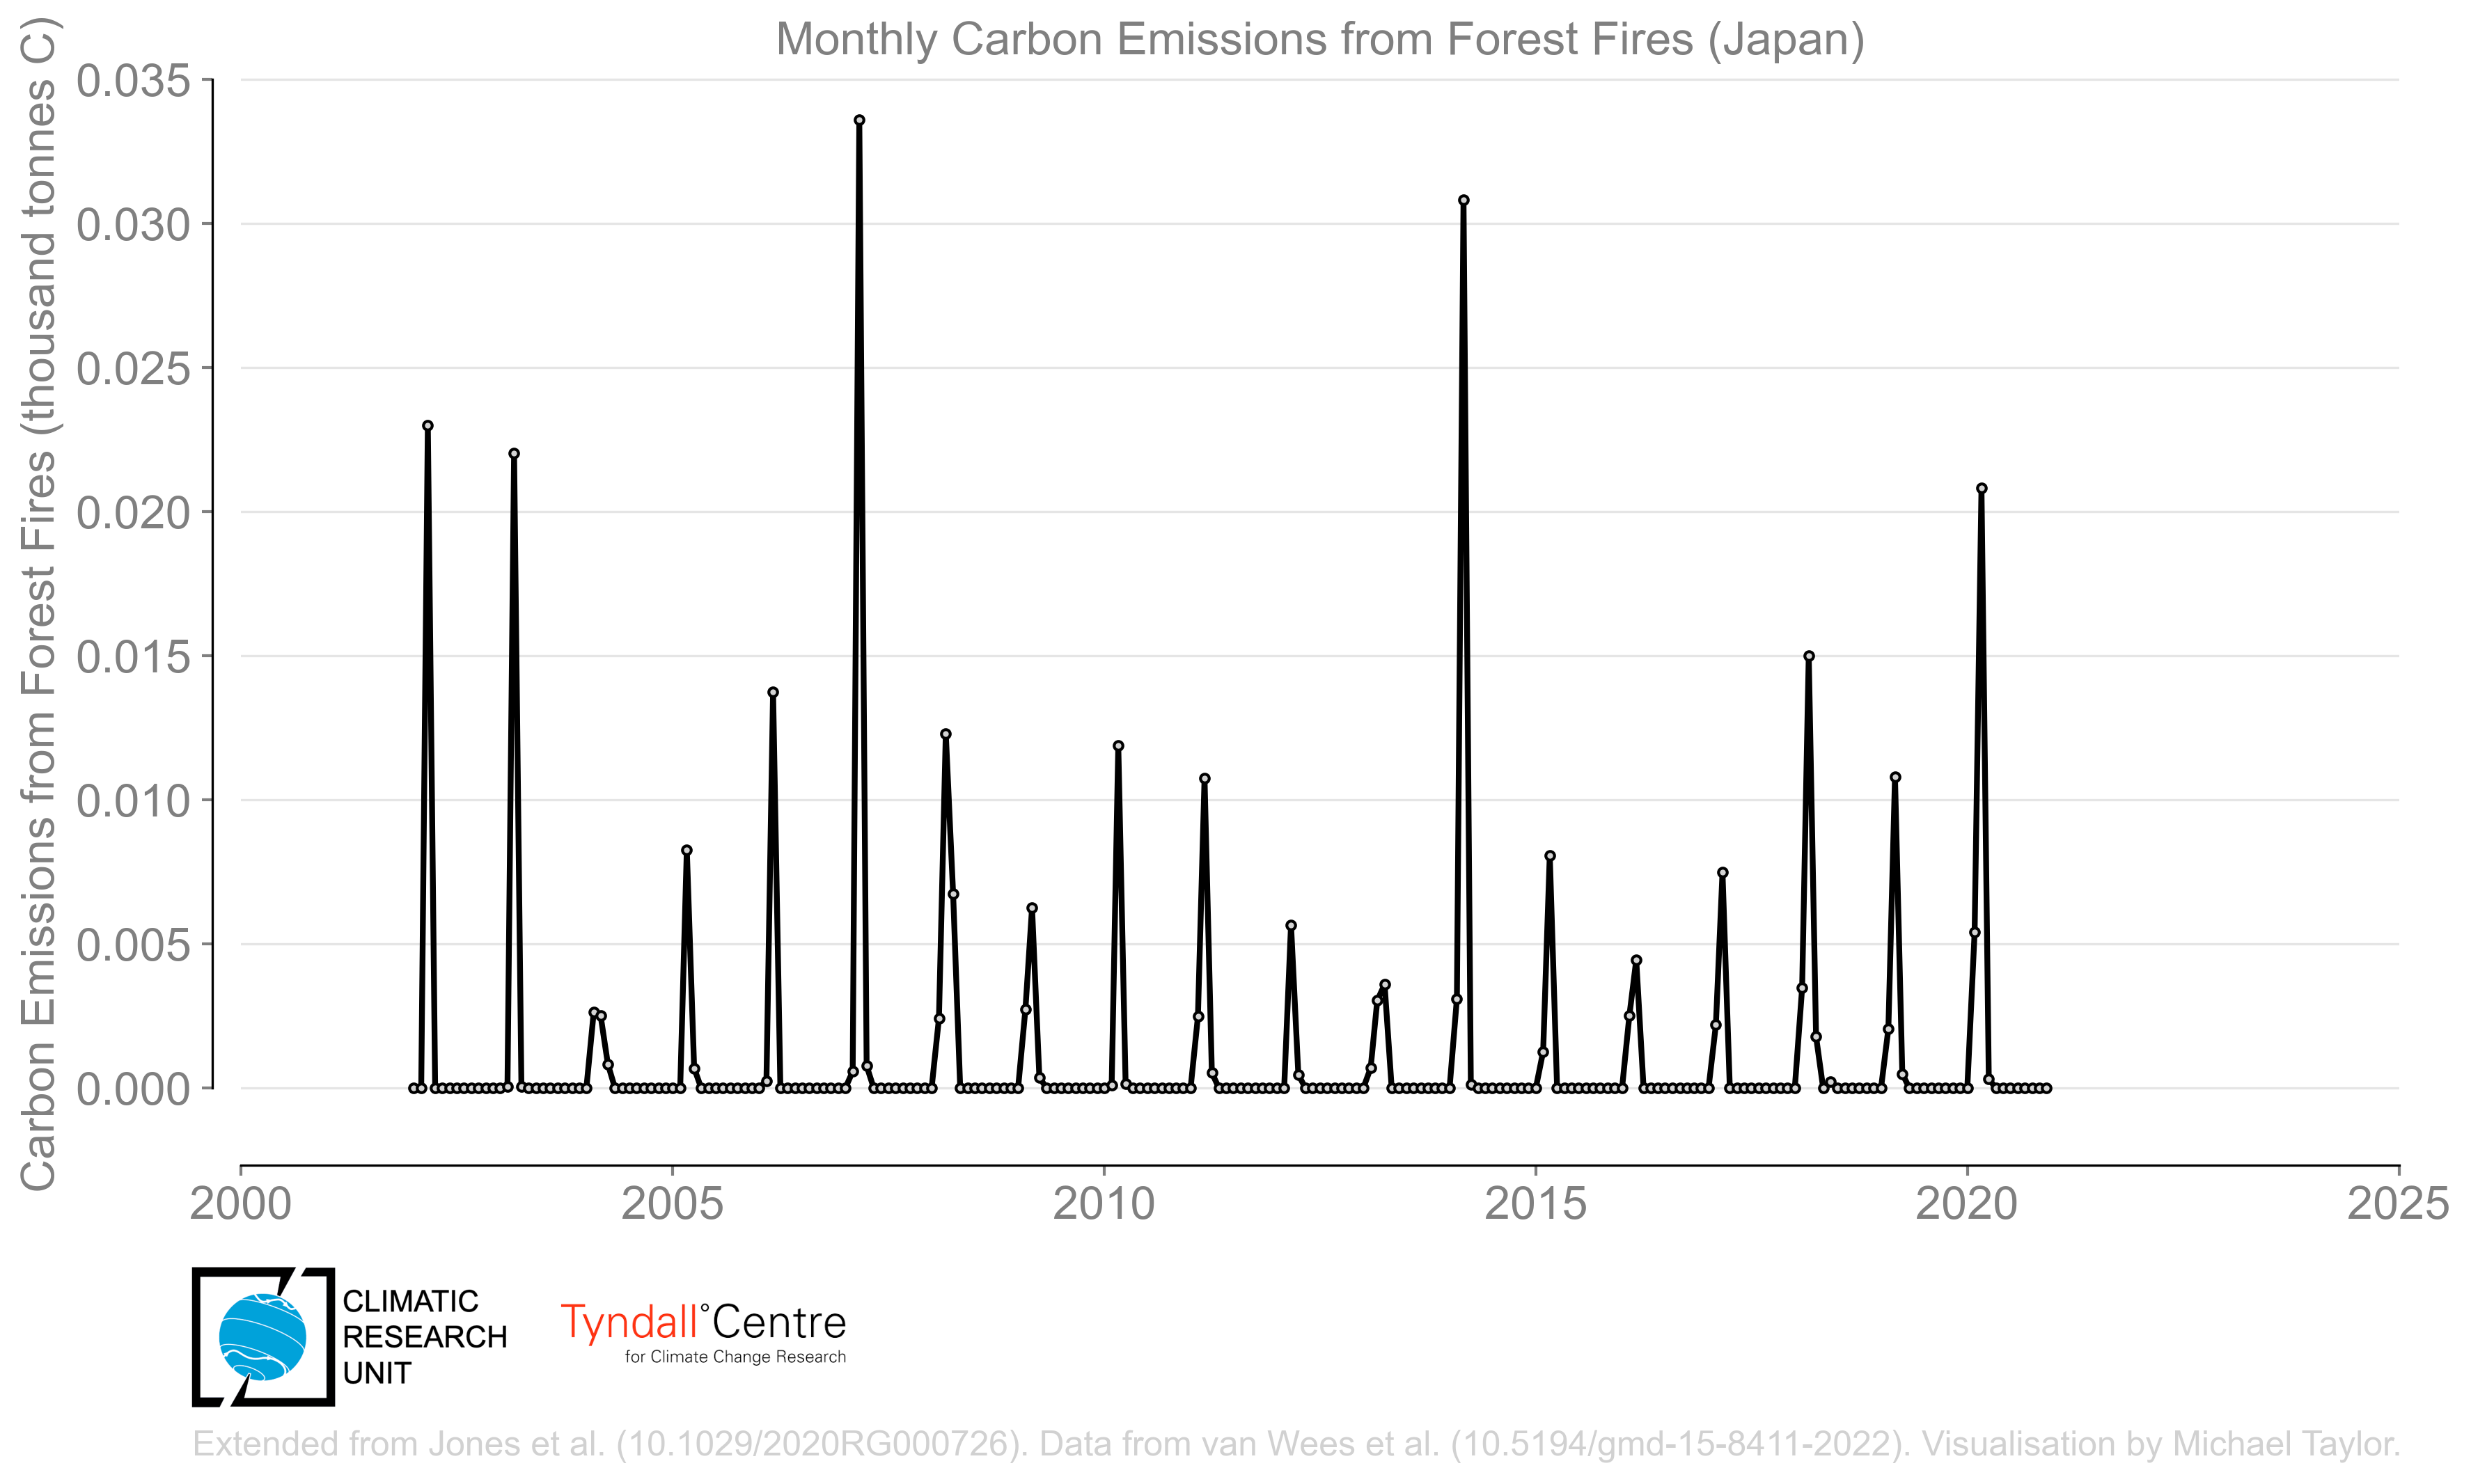 Monthly Carbon Emissions from Forest Fires (Japan)
Carbon Emissions from Forest Fires (thousand tonnes C)
0.035
0.030
0.025
0.020
0.015
0.010
0.005
0.000
2000
2005
2010
2015
2020
2025
CLIMATIC
RESEARCH
UNIT
Tyndall°Centre
for Climate Change Research
Extended from Jones et al. (10.1029/2020RG000726). Data from van Wees et al. (10.5194/gmd-15-8411-2022). Visualisation by Michael Taylor.